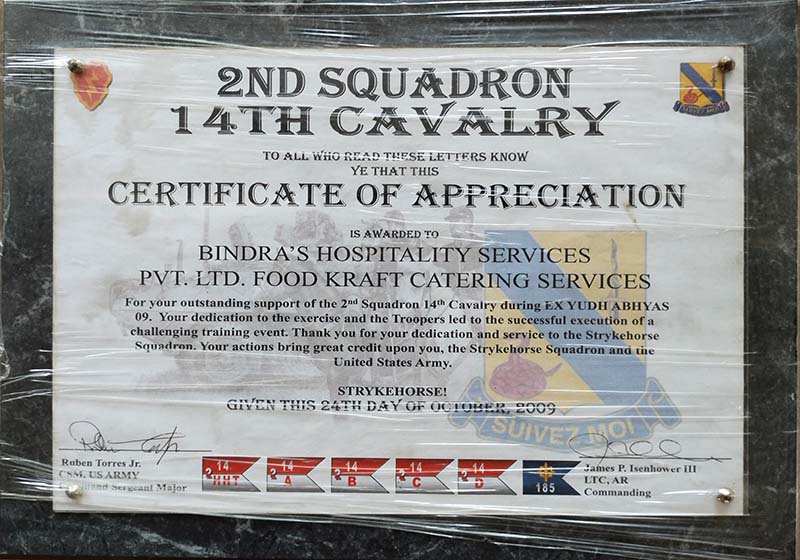 2ND SQUADRON
14TH CAVALRY
TO ALL WHO READ THESE LETTERS KNOW
YE THAT THIS
CERTIFICATE OF APPRECIATION
IS AWARDED TO
BINDRA'S HOSPITALITY SERVICES
PVT. LTD. FOOD KRAFT CATERING SERVICES
For your outstanding support of the 2nd Squadron 14th Cavalry during EX YUDH ABHYAS
09. Your dedication to the exercise and the Troopers led to the successful execution of a
challenging training event. Thank you for your dedication and service to the Strykehorse
Squadron. Your actions bring great credit upon you, the Strykehorse Squadron and the
United States Army.
STRYKEHORSE!
GIVEN THIS 24TH DAY OF OCTOBER, 2009
SUIVEZ MOI
SUIVEZ MOI
Ruben Torres Jr.
CSM, US ARMY
Command Sergeant Major
14 HHT
14 A
14 B
14 C
14 D
185
James P. Isenhower III
LTC, AR
Commanding